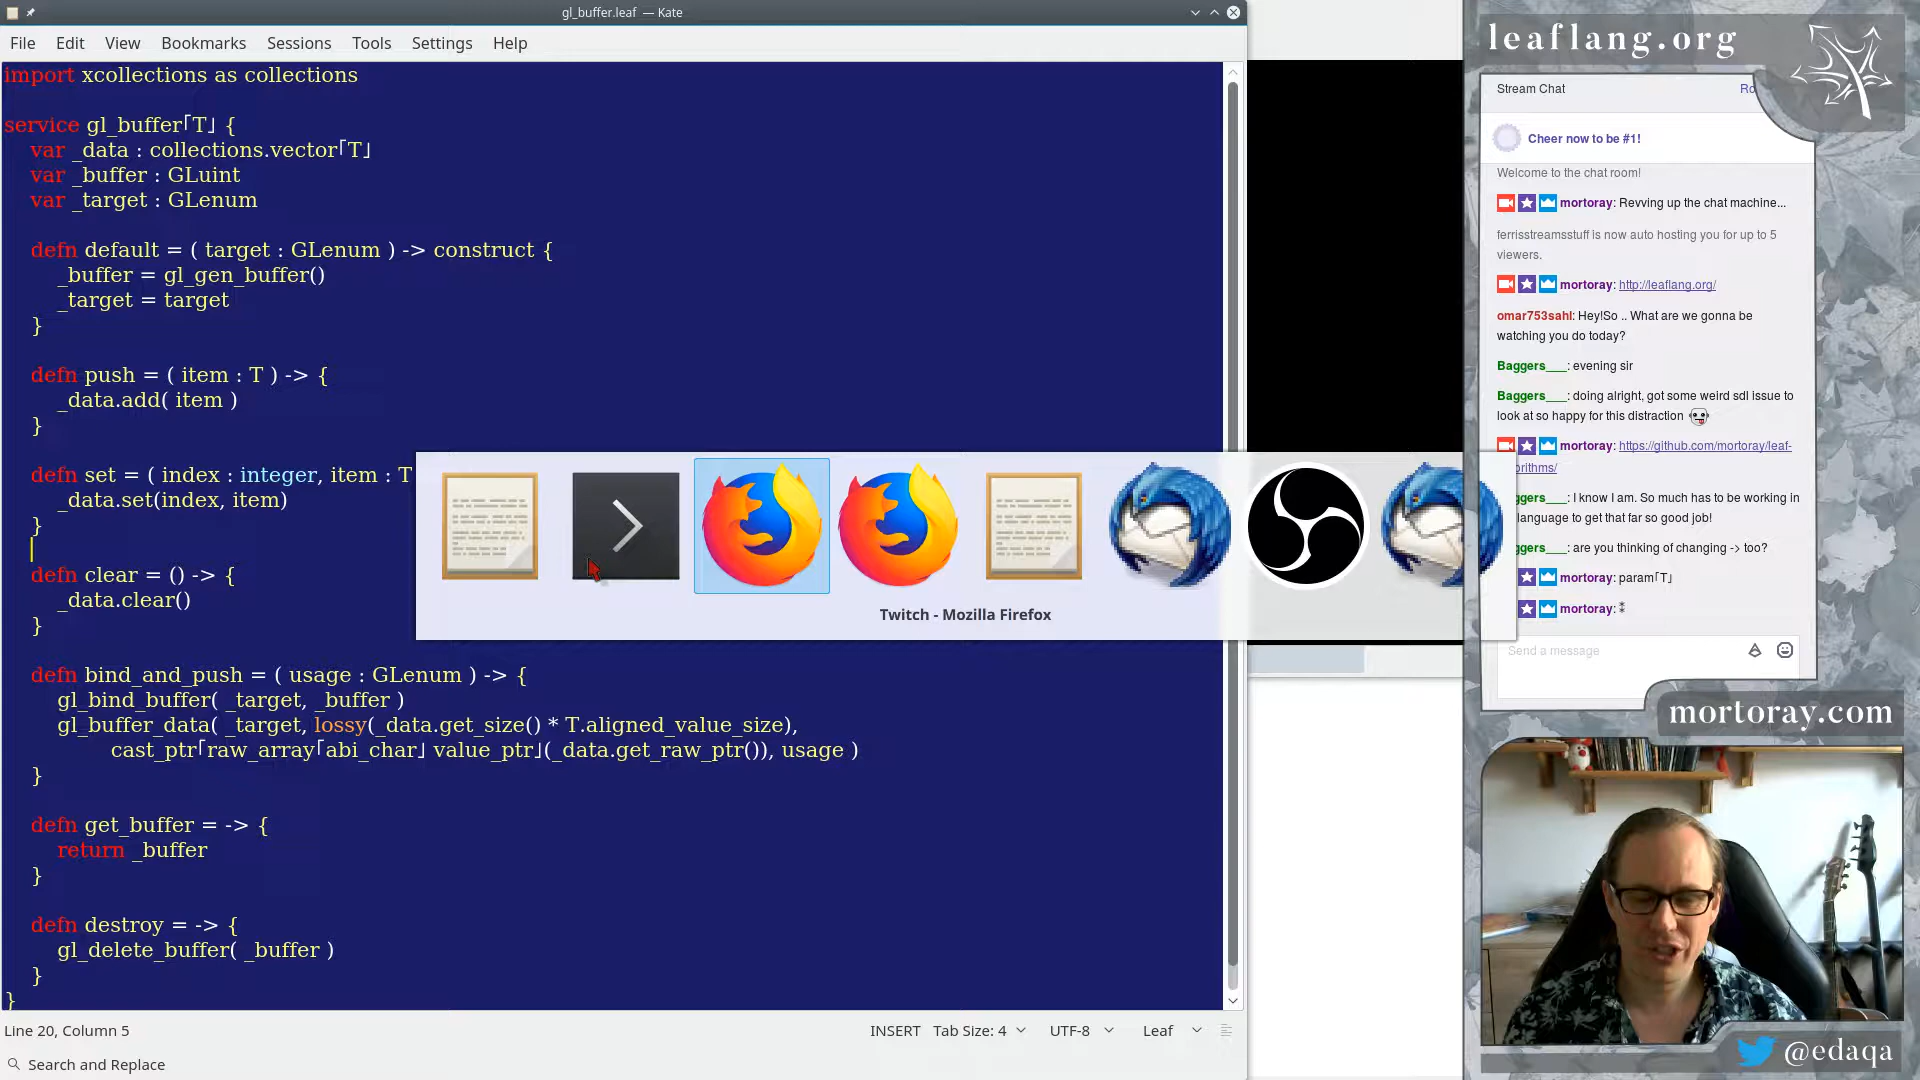 gl_buffer.leaf — Kate
File Edit View Bookmarks Sessions Tools Settings Help
import xcollections as collections
service gl_buffer｢T｣ {
var _data : collections.vector｢T｣
var _buffer : GLuint
var _target : GLenum
defn default = ( target : GLenum ) -> construct {
_buffer = gl_gen_buffer()
_target = target
}
defn push = ( item : T ) -> {
_data.add( item )
}
defn set = ( index : integer, item : T
_data.set(index, item)
}
defn clear = () -> {
_data.clear()
}
defn bind_and_push = ( usage : GLenum ) -> {
gl_bind_buffer( _target, _buffer )
gl_buffer_data( _target, lossy(_data.get_size() * T.aligned_value_size),
cast_ptr｢raw_array｢abi_char｣ value_ptr｣(_data.get_raw_ptr()), usage )
}
defn get_buffer = -> {
return _buffer
}
defn destroy = -> {
gl_delete_buffer( _buffer )
}
}
Line 20, Column 5
INSERT Tab Size: 4 UTF-8 Leaf
Search and Replace
Twitch - Mozilla Firefox
leaflang.org
Stream Chat
Cheer now to be #1!
Welcome to the chat room!
mortoray: Revving up the chat machine...
ferrisstreamsstuff is now auto hosting you for up to 5
viewers.
mortoray: http://leaflang.org/
omar753sahl: Hey!So .. What are we gonna be
watching you do today?
Baggers___: evening sir
Baggers___: doing alright, got some weird sdl issue to
look at so happy for this distraction
mortoray: https://github.com/mortoray/leaf-
orithms/
ggers___: I know I am. So much has to be working in
language to get that far so good job!
ggers___: are you thinking of changing -> too?
mortoray: param｢T｣
mortoray:
Send a message
mortoray.com
@edaqa